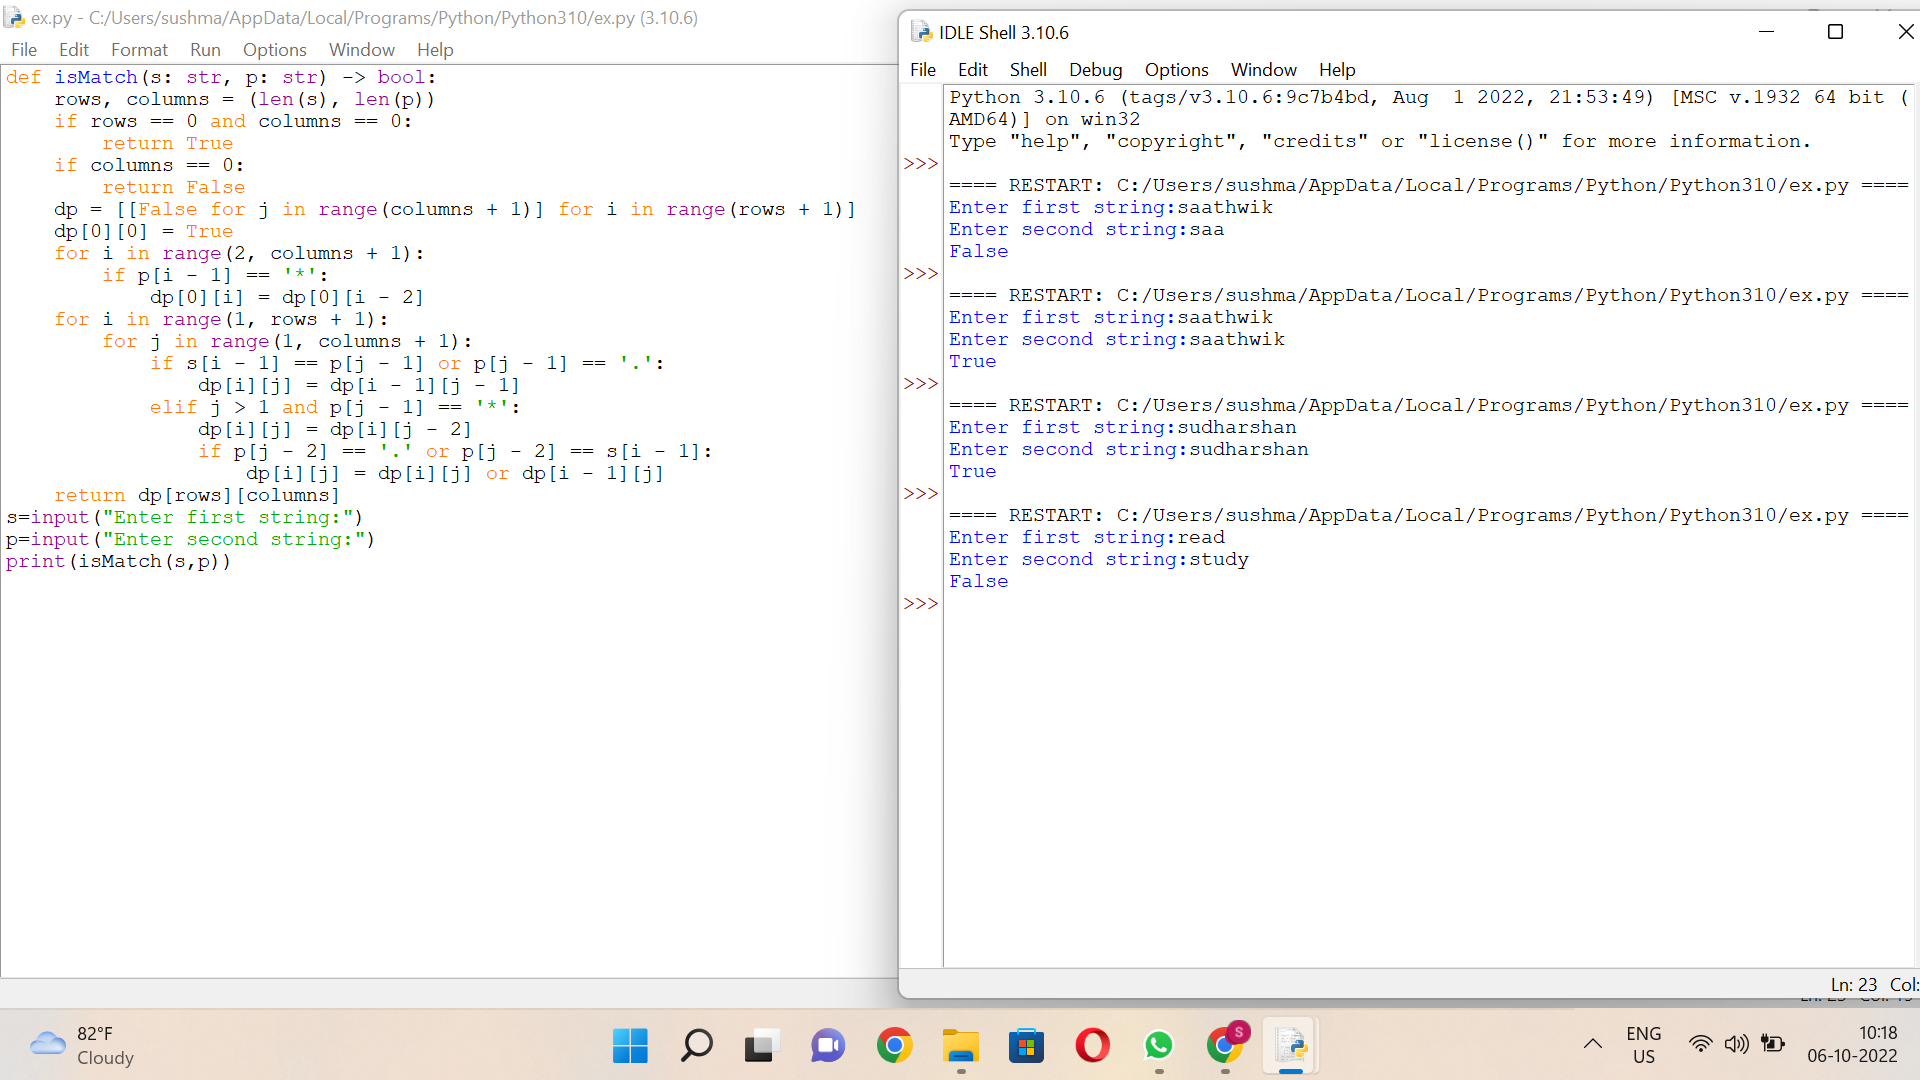 ex.py - C:/Users/sushma/AppData/Local/Programs/Python/Python310/ex.py (3.10.6)
File Edit Format Run Options Window Help
def isMatch(s: str, p: str) -> bool:
    rows, columns = (len(s), len(p))
    if rows == 0 and columns == 0:
        return True
    if columns == 0:
        return False
    dp = [[False for j in range(columns + 1)] for i in range(rows + 1)]
    dp[0][0] = True
    for i in range(2, columns + 1):
        if p[i - 1] == '*':
            dp[0][i] = dp[0][i - 2]
    for i in range(1, rows + 1):
        for j in range(1, columns + 1):
            if s[i - 1] == p[j - 1] or p[j - 1] == '.':
                dp[i][j] = dp[i - 1][j - 1]
            elif j > 1 and p[j - 1] == '*':
                dp[i][j] = dp[i][j - 2]
                if p[j - 2] == '.' or p[j - 2] == s[i - 1]:
                    dp[i][j] = dp[i][j] or dp[i - 1][j]
    return dp[rows][columns]
s=input("Enter first string:")
p=input("Enter second string:")
print(isMatch(s,p))
IDLE Shell 3.10.6
File Edit Shell Debug Options Window Help
Python 3.10.6 (tags/v3.10.6:9c7b4bd, Aug  1 2022, 21:53:49) [MSC v.1932 64 bit (
AMD64)] on win32
Type "help", "copyright", "credits" or "license()" for more information.
>>>
==== RESTART: C:/Users/sushma/AppData/Local/Programs/Python/Python310/ex.py ====
Enter first string:saathwik
Enter second string:saa
False
>>>
==== RESTART: C:/Users/sushma/AppData/Local/Programs/Python/Python310/ex.py ====
Enter first string:saathwik
Enter second string:saathwik
True
>>>
==== RESTART: C:/Users/sushma/AppData/Local/Programs/Python/Python310/ex.py ====
Enter first string:sudharshan
Enter second string:sudharshan
True
>>>
==== RESTART: C:/Users/sushma/AppData/Local/Programs/Python/Python310/ex.py ====
Enter first string:read
Enter second string:study
False
>>>
Ln: 23 Col:
82°F
Cloudy
S
ENG
US
10:18
06-10-2022